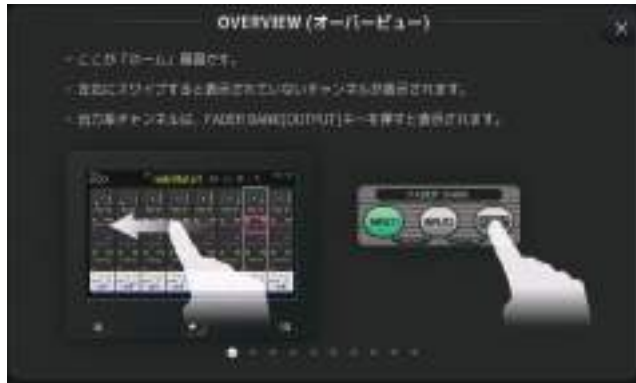 OVERVIEW (オーバービュー)
- ここが「ホーム」画面です。
- 左右にスワイプすると表示されていないチャンネルが表示されます。
- 出力系チャンネルは、FADER BANK[OUTPUT]キーを押すと表示されます。
FADER BANK
INPUT1 INPUT2